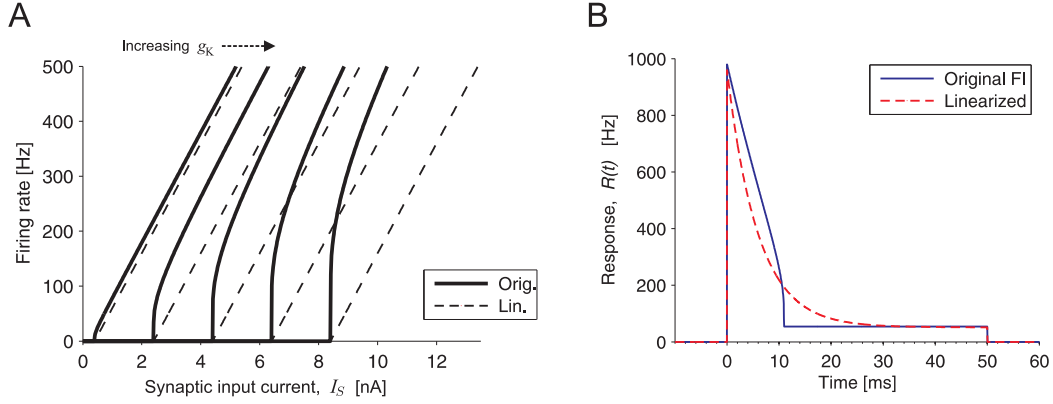 A
Increasing gK
500
400
300
200
100
0
Firing rate [Hz]
0 2 4 6 8 10 12
Synaptic input current, IS [nA]
Orig.
Lin.
B
1000
800
600
400
200
0
Response, R(t) [Hz]
0 10 20 30 40 50 60
Time [ms]
Original FI
Linearized